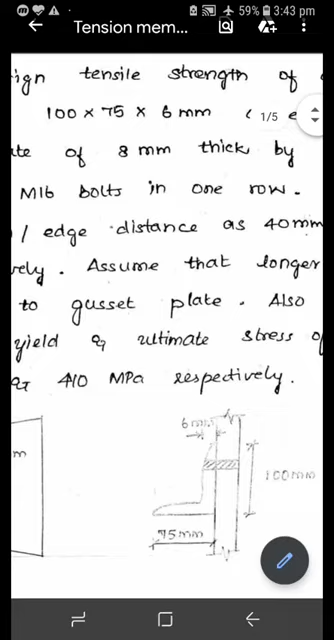 59% 3:43 pm
Tension mem...
ign tensile strength of
100 x 75 x 6 mm
1/5
te of 8 mm thick by
M16 bolts in one row.
/ edge distance as 40mm
vely. Assume that longer
to gusset plate. Also
yield & ultimate stress of
& 410 MPa respectively.
6 mm
m
100mm
75mm